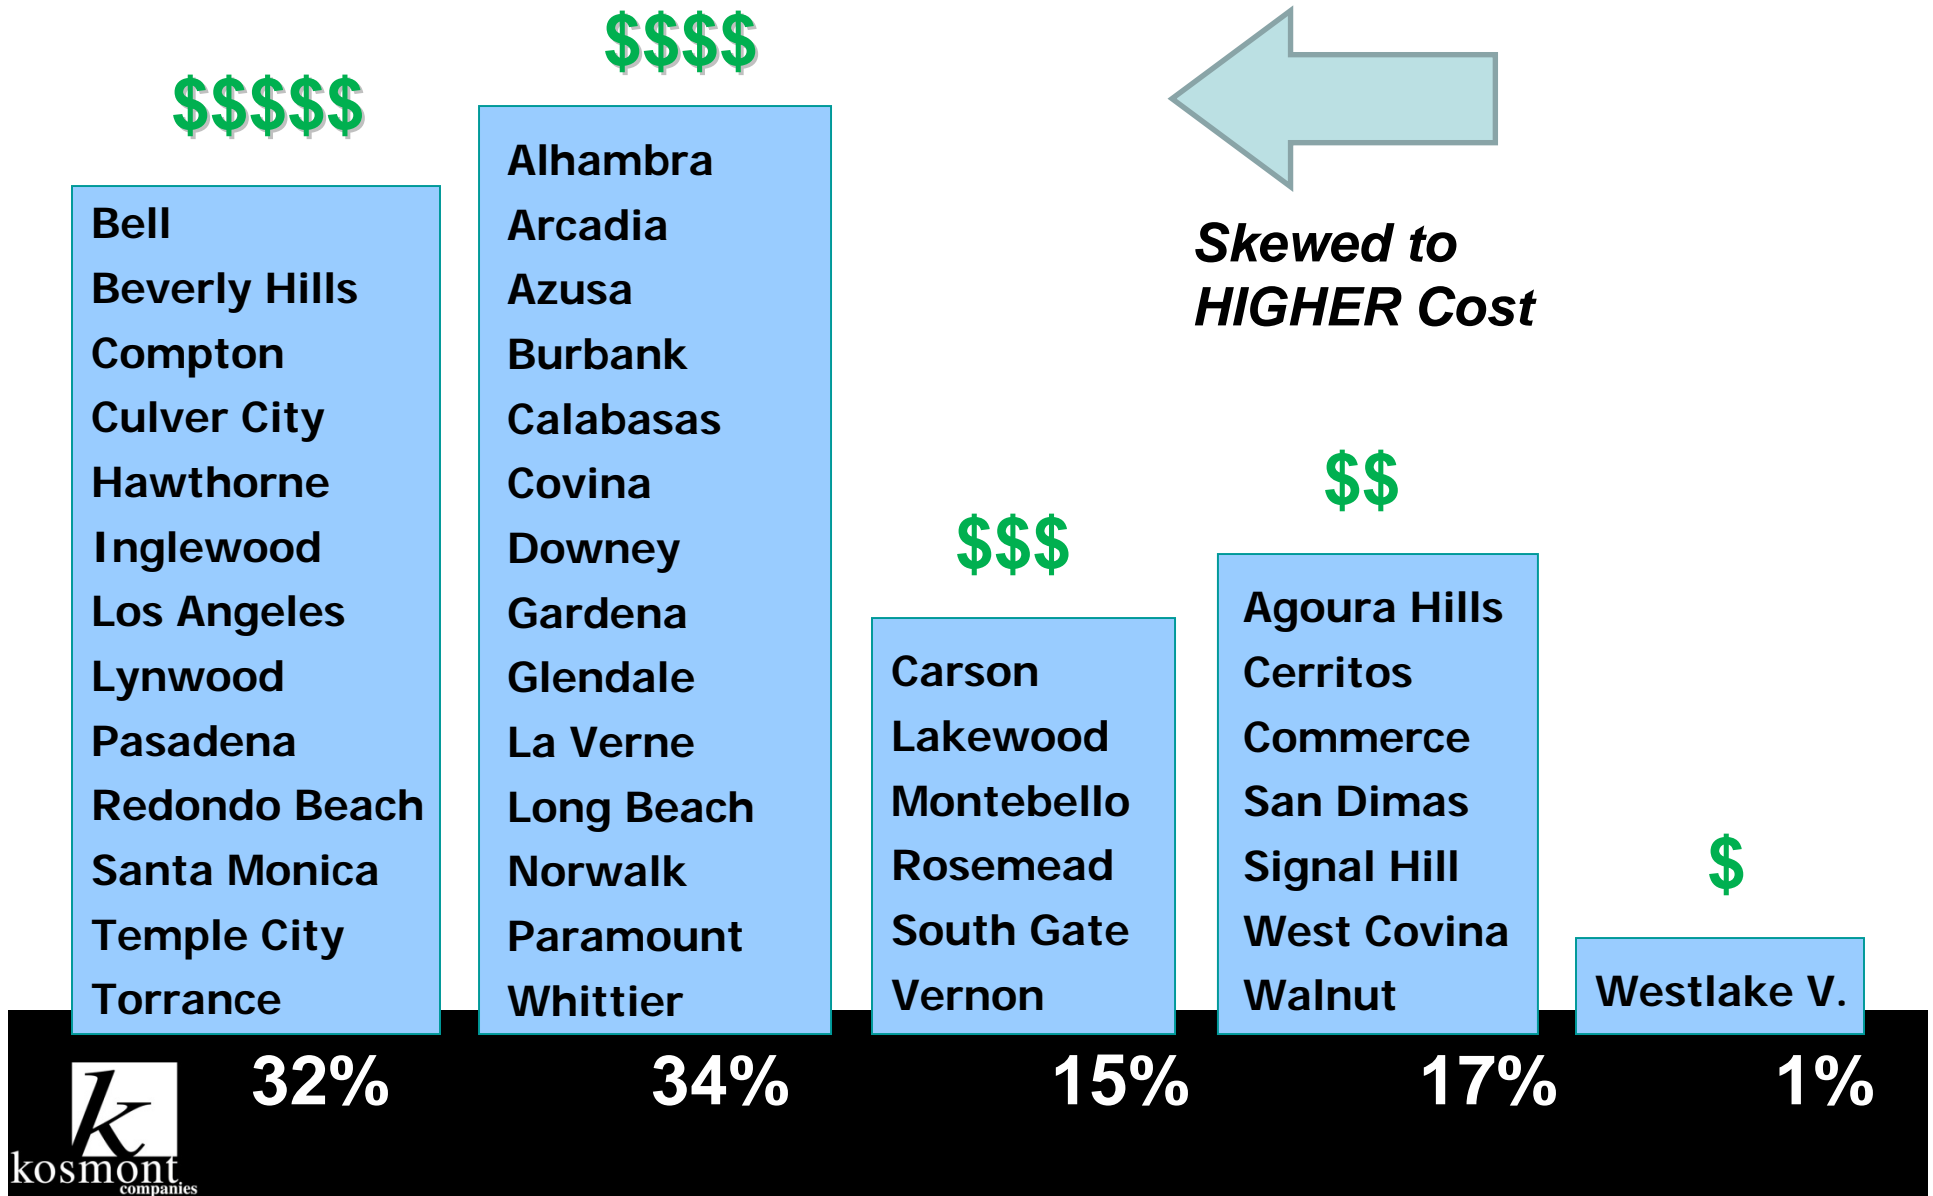 $$$$$
Bell
Beverly Hills
Compton
Culver City
Hawthorne
Inglewood
Los Angeles
Lynwood
Pasadena
Redondo Beach
Santa Monica
Temple City
Torrance
32%
$$$$
Alhambra
Arcadia
Azusa
Burbank
Calabasas
Covina
Downey
Gardena
Glendale
La Verne
Long Beach
Norwalk
Paramount
Whittier
34%
$$$
Carson
Lakewood
Montebello
Rosemead
South Gate
Vernon
15%
Skewed to
HIGHER Cost
$$
Agoura Hills
Cerritos
Commerce
San Dimas
Signal Hill
West Covina
Walnut
17%
$
Westlake V.
1%
k
kosmont
companies